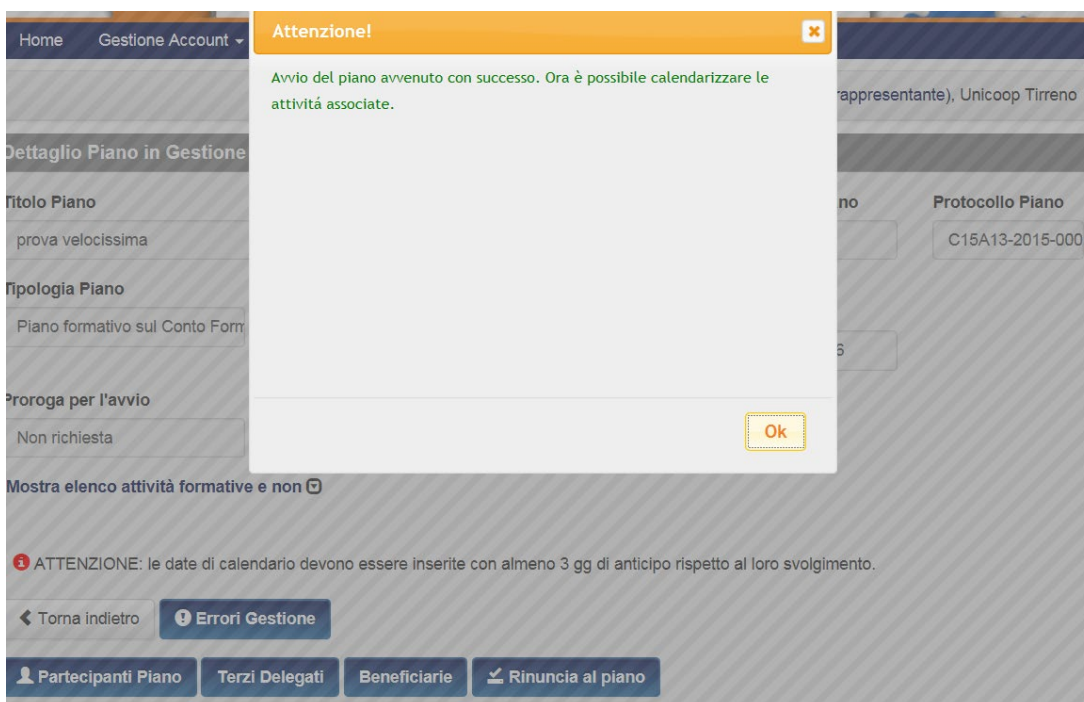 Home Gestione Account
Attenzione!
Avvio del piano avvenuto con successo. Ora è possibile calendarizzare le
attivitá associate.
rappresentante), Unicoop Tirreno
Dettaglio Piano in Gestione
Titolo Piano no Protocollo Piano
prova velocissima C15A13-2015-000
Tipologia Piano
Piano formativo sul Conto Form
6
Proroga per l'avvio
Non richiesta
Ok
Mostra elenco attività formative e non
ATTENZIONE: le date di calendario devono essere inserite con almeno 3 gg di anticipo rispetto al loro svolgimento.
Torna indietro Errori Gestione
Partecipanti Piano Terzi Delegati Beneficiarie Rinuncia al piano